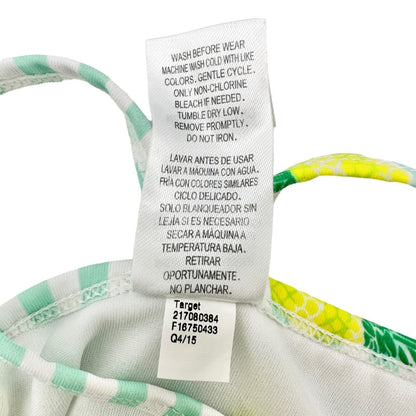 WASH BEFORE WEAR
MACHINE WASH COLD WITH LIKE
COLORS, GENTLE CYCLE.
ONLY NON-CHLORINE
BLEACH IF NEEDED.
TUMBLE DRY LOW.
REMOVE PROMPTLY.
DO NOT IRON.
LAVAR ANTES DE USAR
LAVAR A MÁQUINA CON AGUA.
FRÍA CON COLORES SIMILARES
CICLO DELICADO.
SOLO BLANQUEADOR SIN
LEJÍA SI ES NECESARIO
SECAR A MÁQUINA A
TEMPERATURA BAJA.
RETIRAR
OPORTUNAMENTE.
NO PLANCHAR.
Target
217080384
F16750433
Q4/15